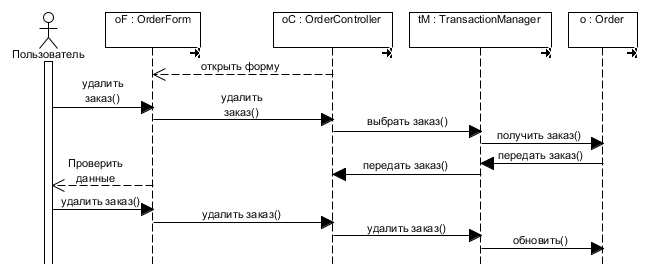 oF : OrderForm
oC : OrderController
tM : TransactionManager
o : Order
Пользователь
открыть форму
удалить
заказ()
удалить
заказ()
выбрать заказ()
получить заказ()
передать заказ()
передать заказ()
Проверить
данные
удалить заказ()
удалить заказ()
удалить заказ()
обновить()